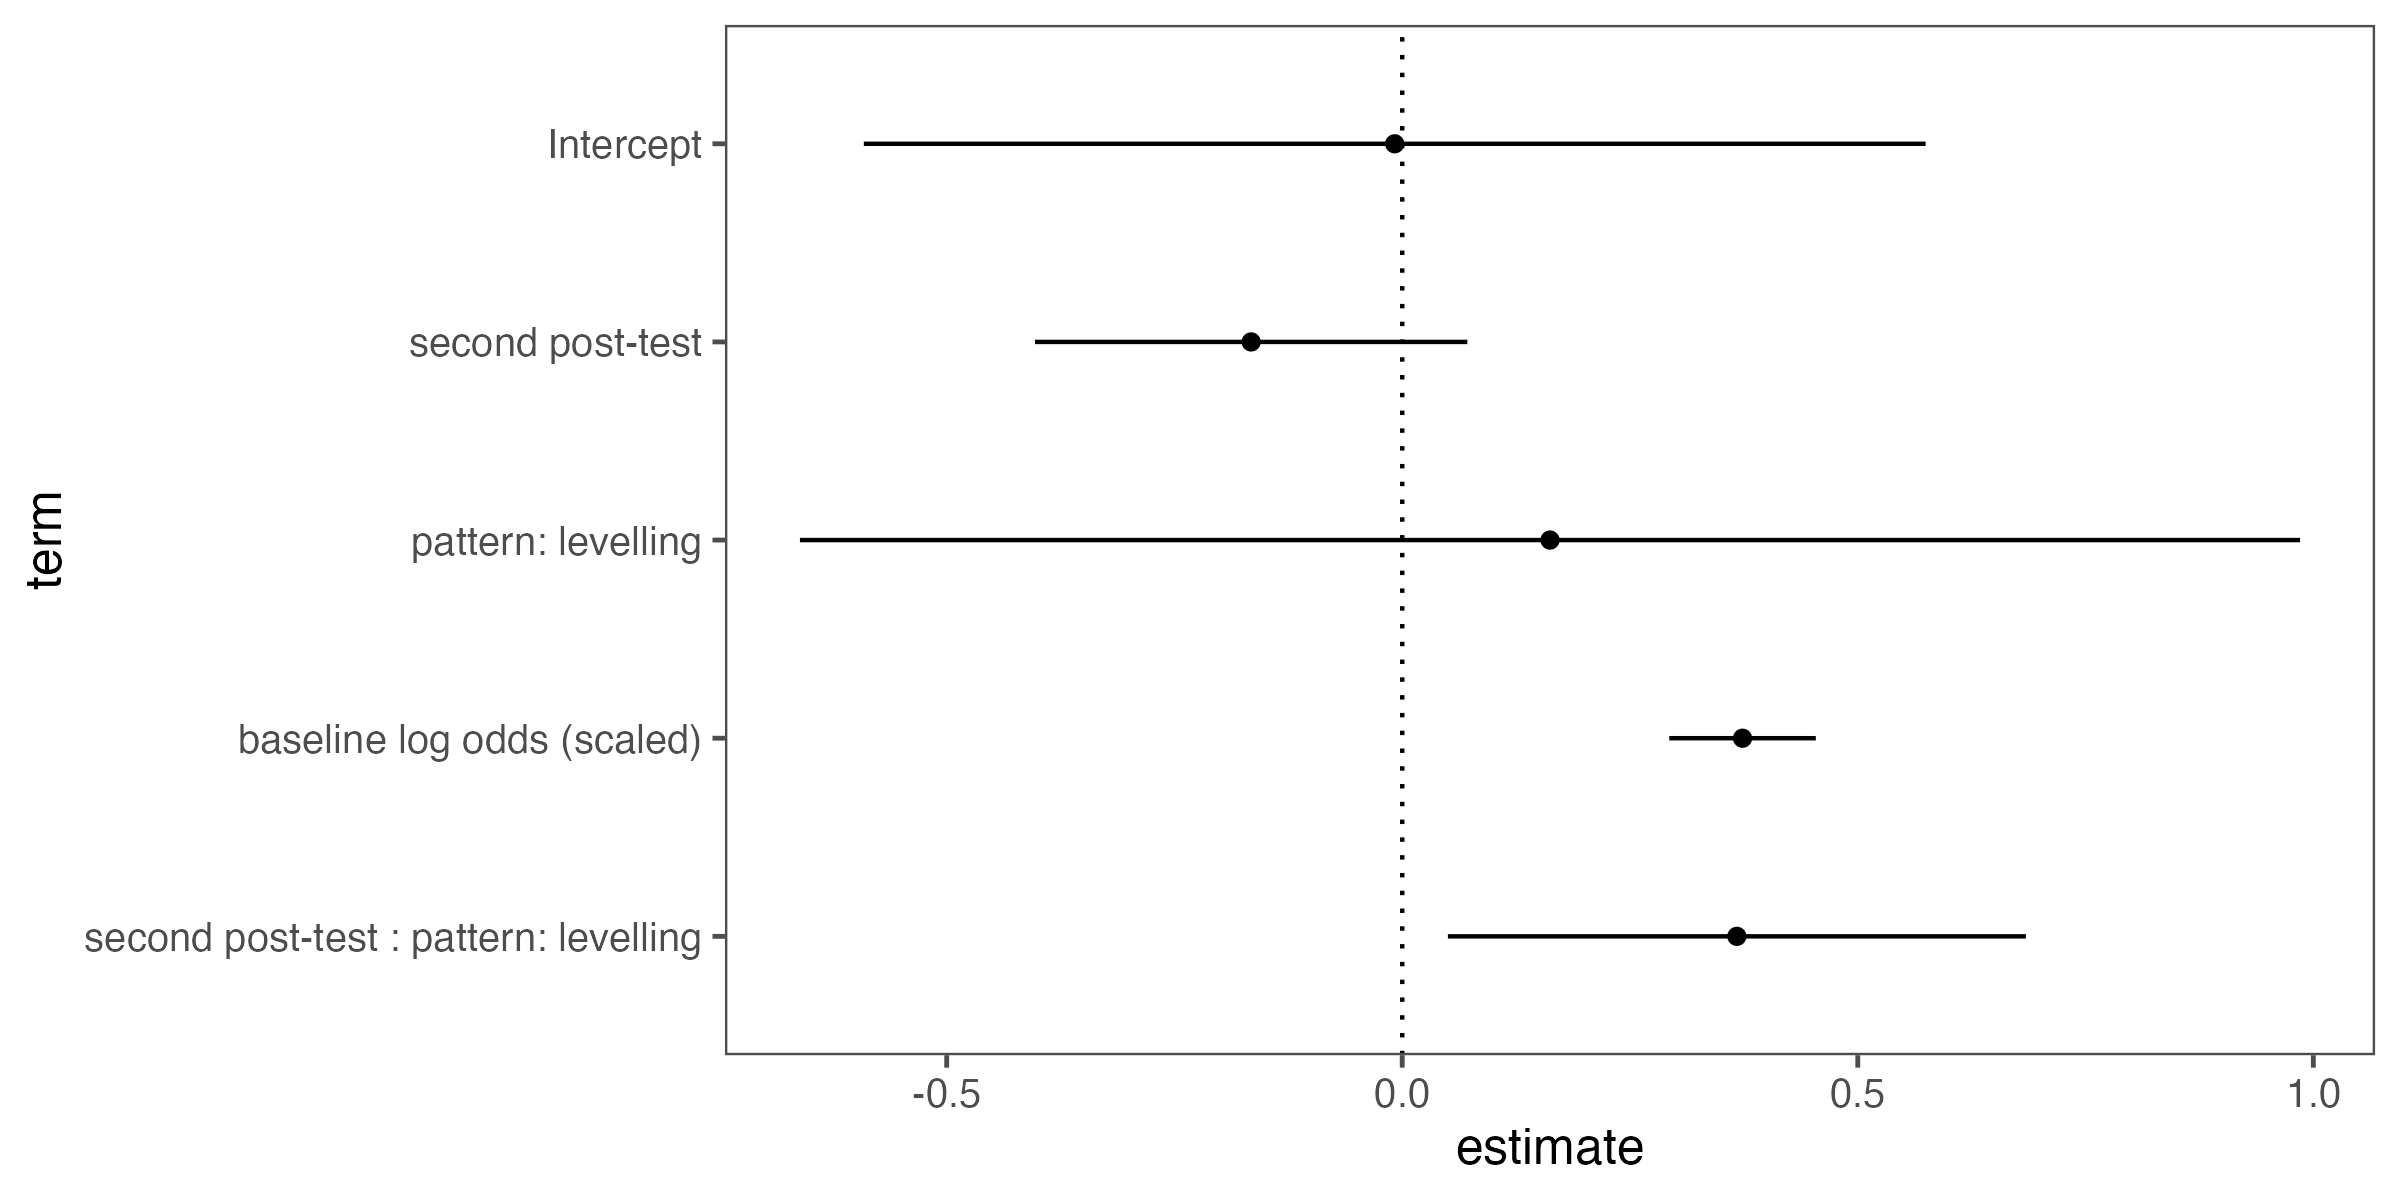 term
Intercept
second post-test
pattern: levelling
baseline log odds (scaled)
second post-test : pattern: levelling
-0.5 0.0 0.5 1.0
estimate